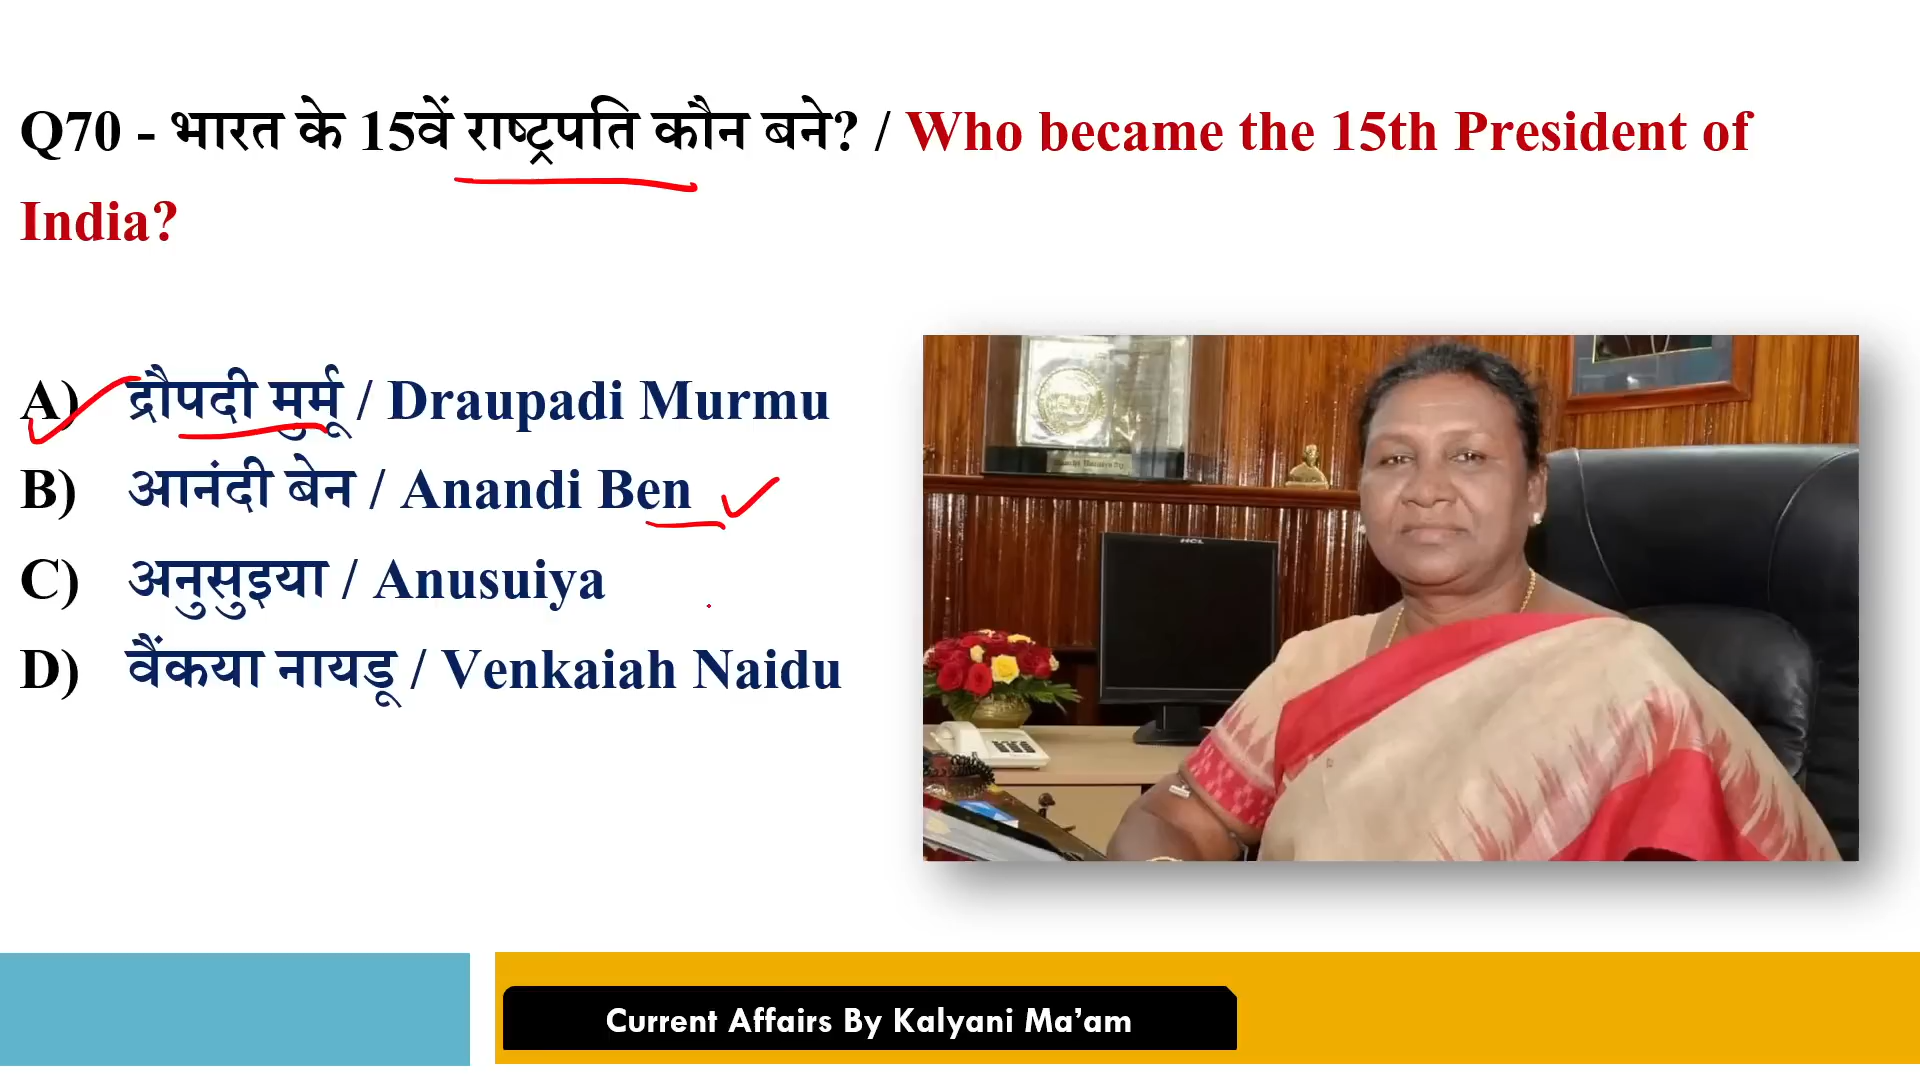 Q70 - भारत के 15वें राष्ट्रपति कौन बने? / Who became the 15th President of
India?
A) द्रौपदी मुर्मू / Draupadi Murmu
B) आनंदी बेन / Anandi Ben
C) अनुसुइया / Anusuiya
D) वैंकया नायडू / Venkaiah Naidu
HCL
Current Affairs By Kalyani Ma’am